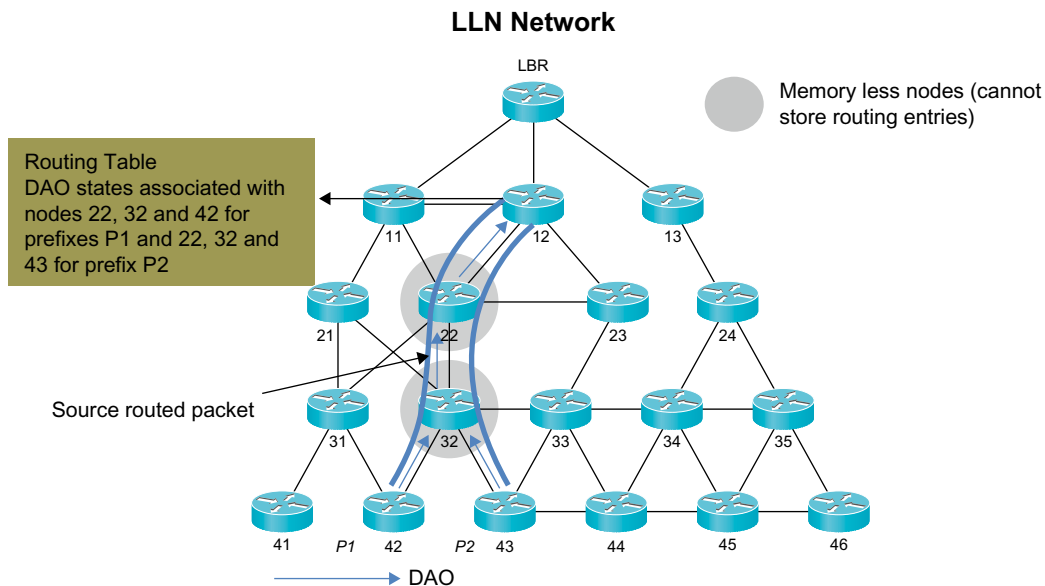 LLN Network
LBR
Memory less nodes (cannot
store routing entries)
Routing Table
DAO states associated with
nodes 22, 32 and 42 for
prefixes P1 and 22, 32 and
43 for prefix P2
11
12
13
21
22
23
24
Source routed packet
31
32
33
34
35
41
P1
42
P2
43
44
45
46
DAO